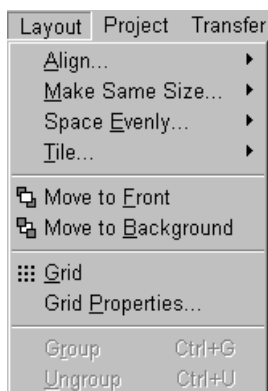 Layout Project Transfer
Align...
Make Same Size...
Space Evenly...
Tile...
Move to Front
Move to Background
Grid
Grid Properties...
Group Ctrl+G
Ungroup Ctrl+U